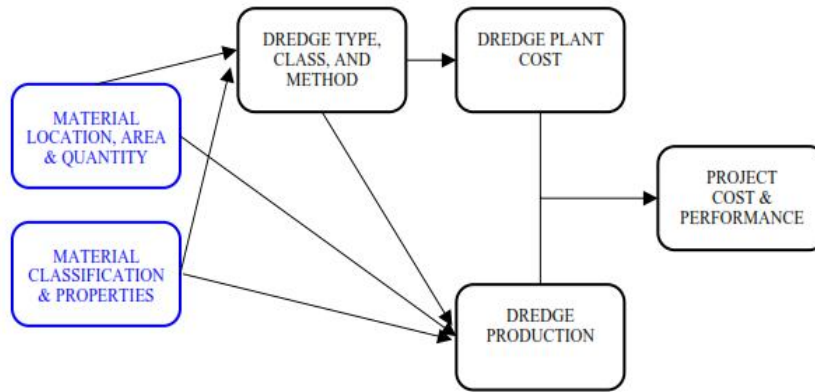 DREDGE TYPE,
CLASS, AND
METHOD
DREDGE PLANT
COST
MATERIAL
LOCATION, AREA
& QUANTITY
PROJECT
COST &
PERFORMANCE
MATERIAL
CLASSIFICATION
& PROPERTIES
DREDGE
PRODUCTION